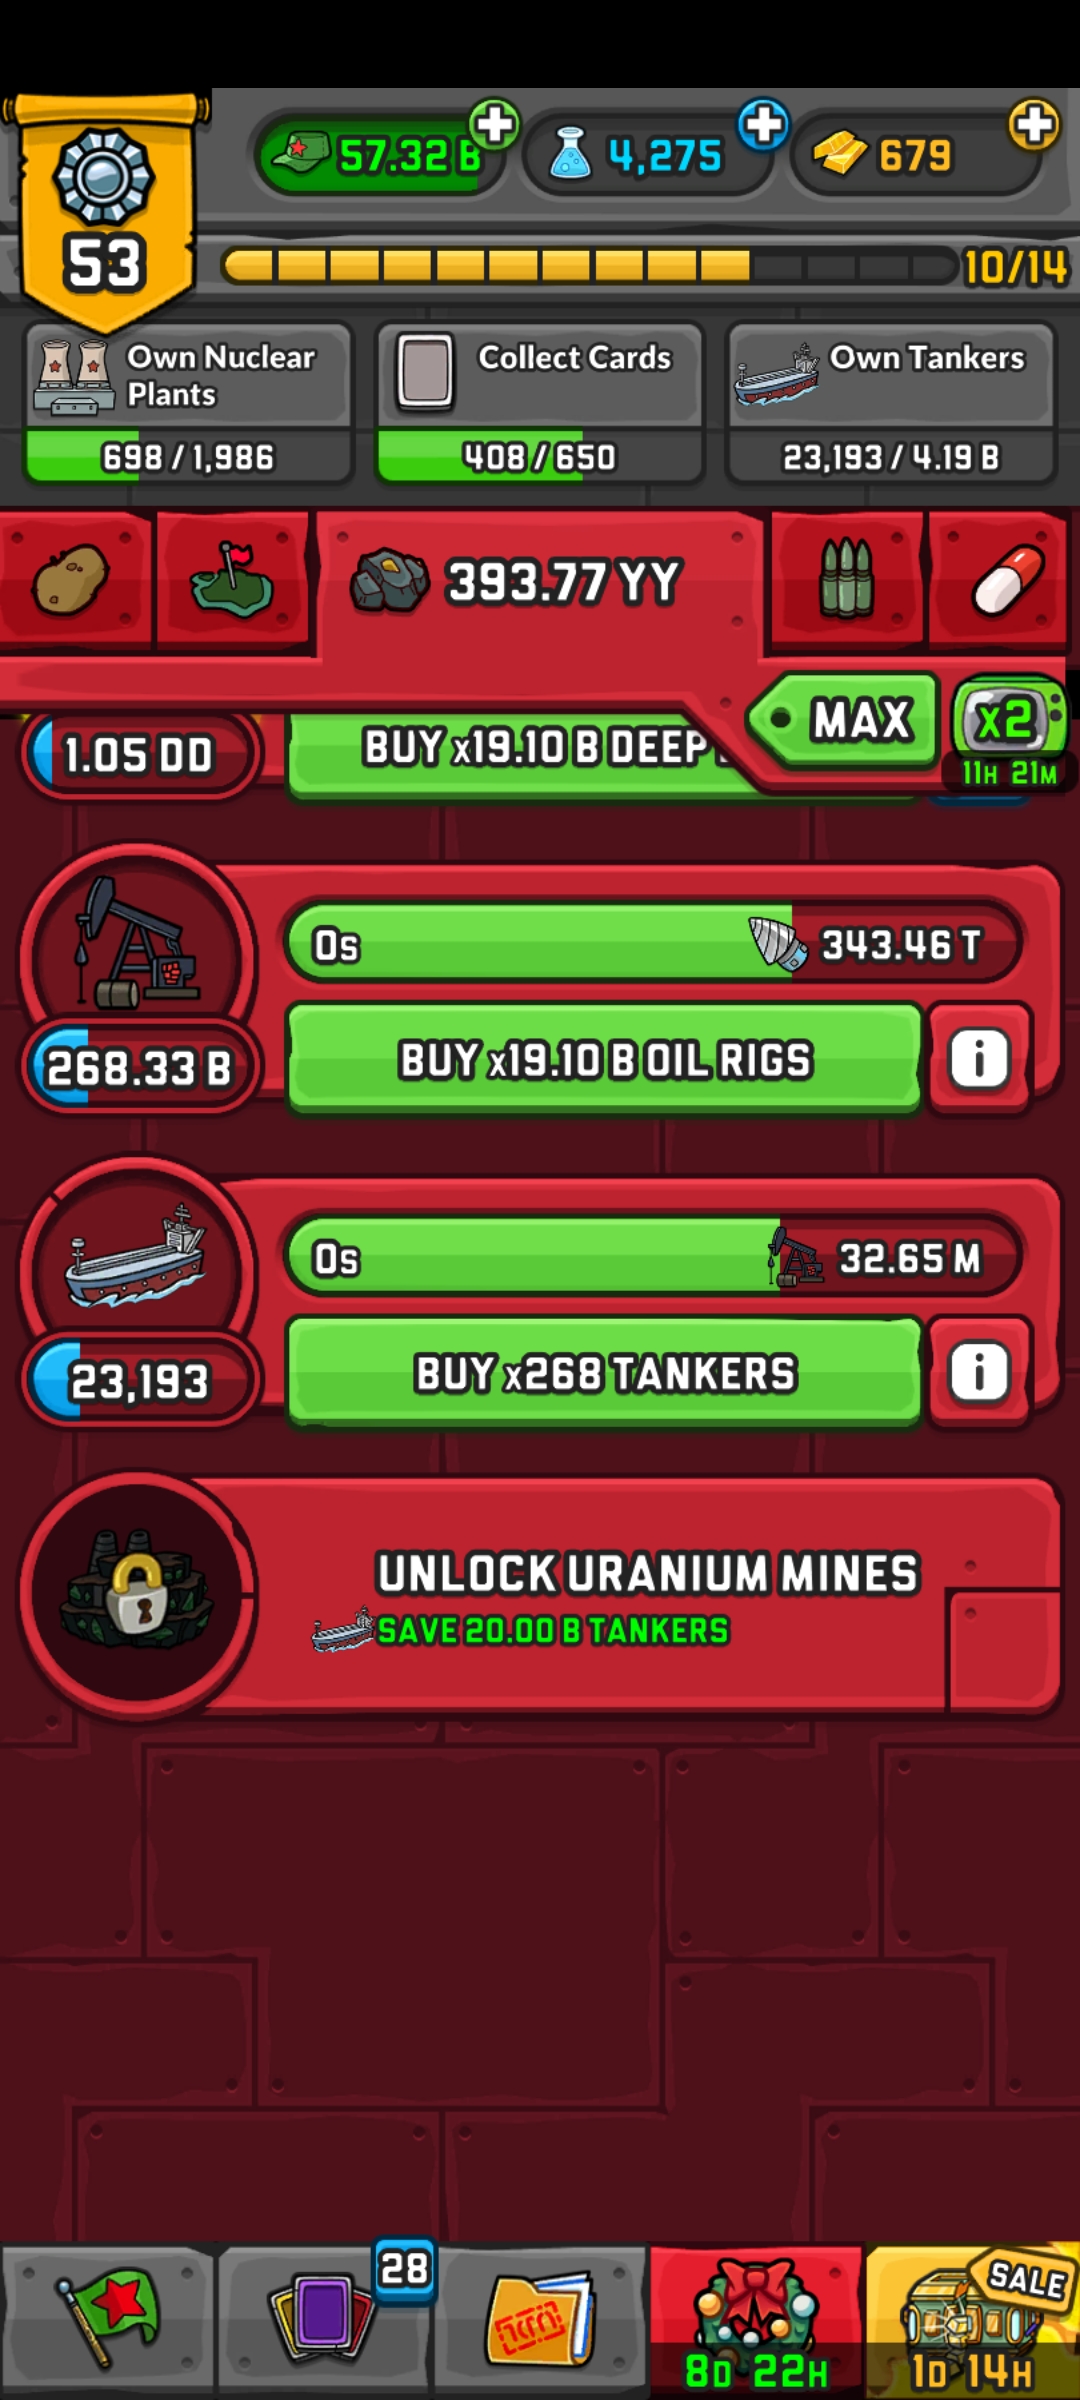 57.32 B
4,275
679
53
10/14
Own Nuclear
Plants
Collect Cards
Own Tankers
698 / 1,986
408 / 650
23,193 / 4.19 B
393.77 YY
MAX
x2
11H 21M
1.05 DD
BUY x19.10 B DEEP
0s
343.46 T
268.33 B
BUY x19.10 B OIL RIGS
i
0s
32.65 M
23,193
BUY x268 TANKERS
i
UNLOCK URANIUM MINES
SAVE 20.00 B TANKERS
28
SALE
8D 22H
1D 14H